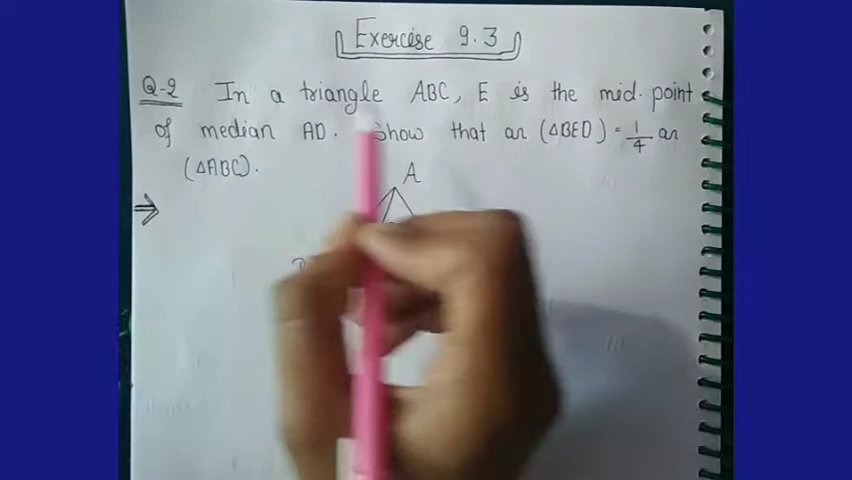 Exercise 9.3
Q-2 In a triangle ABC, E is the mid-point
of median AD. Show that ar (ΔBED) = 1/4 ar
(ΔABC).
⇒
A